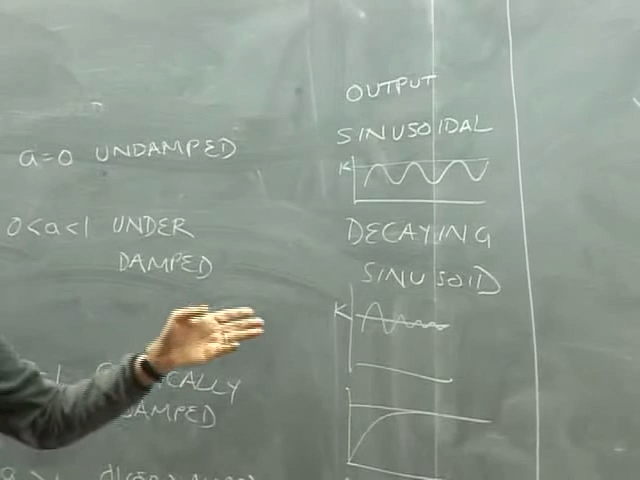 OUTPUT
SINUSOIDAL
a=0 UNDAMPED
K
0<a<1 UNDER
DAMPED
DECAYING
SINUSOID
K
DAMPED